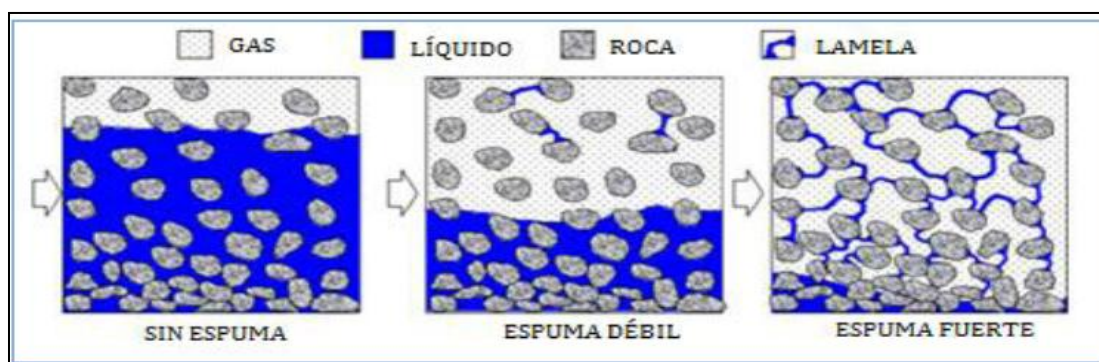 GAS LÍQUIDO ROCA LAMELA
SIN ESPUMA ESPUMA DÉBIL ESPUMA FUERTE